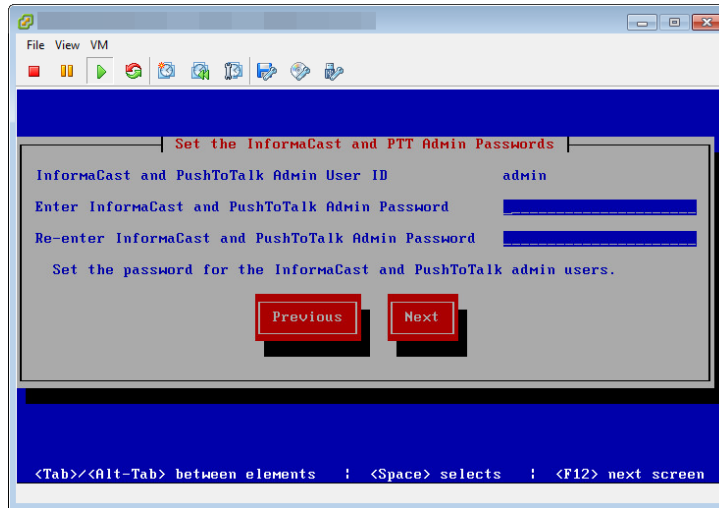 File View VM
Set the InformaCast and PTT Admin Passwords
InformaCast and PushToTalk Admin User ID admin
Enter InformaCast and PushToTalk Admin Password
Re-enter InformaCast and PushToTalk Admin Password
Set the password for the InformaCast and PushToTalk admin users.
Previous Next
<Tab>/<Alt-Tab> between elements ¦ <Space> selects ¦ <F12> next screen